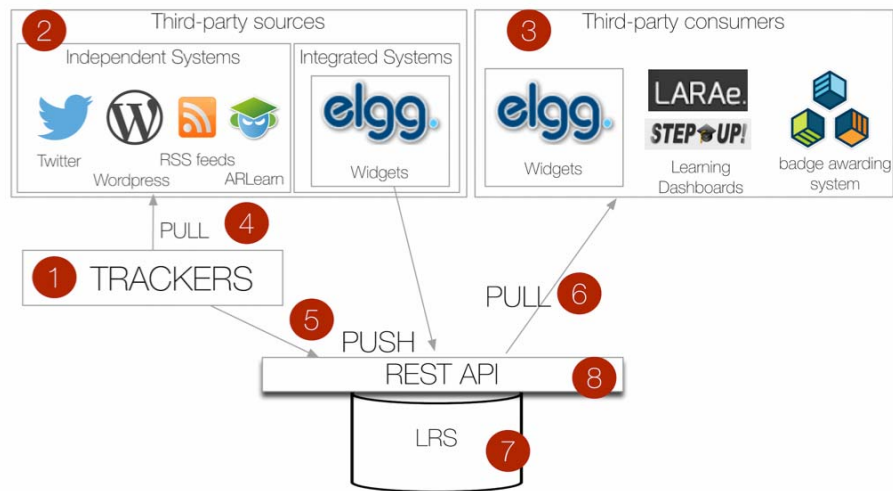 2
Third-party sources
3
Third-party consumers
Independent Systems
Integrated Systems
elgg.
elgg.
LARAe.
STEP UP!
Twitter
RSS feeds
Wordpress
ARLearn
Widgets
Widgets
Learning
Dashboards
badge awarding
system
PULL
4
1
TRACKERS
5
PUSH
PULL
6
REST API
8
LRS
7